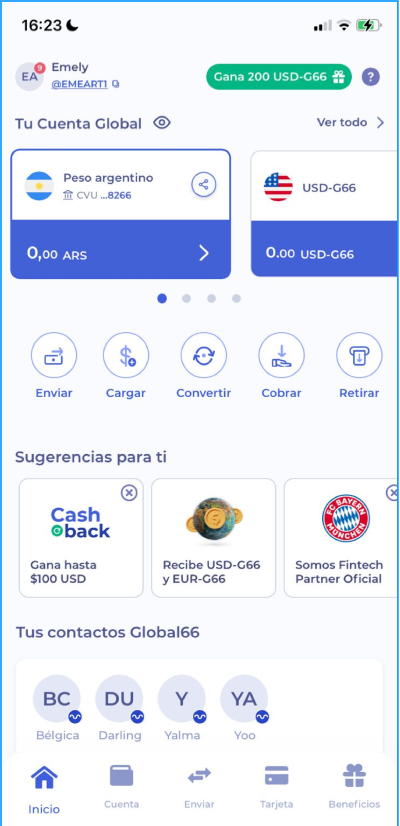 16:23
EA
9
Emely
@EMEART1
Gana 200 USD-G66
?
Tu Cuenta Global
Ver todo
Peso argentino
CVU ...8266
0,00 ARS
USD-G66
0.00 USD-G66
Enviar
Cargar
Convertir
Cobrar
Retirar
Sugerencias para ti
Cash
back
Gana hasta
$100 USD
Recibe USD-G66
y EUR-G66
FC BAYERN
MÜNCHEN
Somos Fintech
Partner Oficial
Tus contactos Global66
BC
DU
Y
YA
Bélgica
Darling
Yalma
Yoo
Inicio
Cuenta
Enviar
Tarjeta
Beneficios